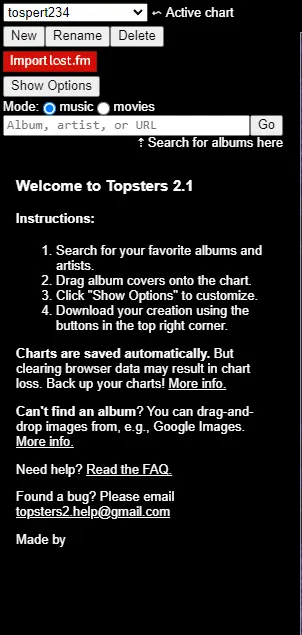 tospert234 ⬿ Active chart
New Rename Delete
Import lost.fm
Show Options
Mode: music movies
Album, artist, or URL Go
⇡ Search for albums here
Welcome to Topsters 2.1
Instructions:
1. Search for your favorite albums and
artists.
2. Drag album covers onto the chart.
3. Click "Show Options" to customize.
4. Download your creation using the
buttons in the top right corner.
Charts are saved automatically. But
clearing browser data may result in chart
loss. Back up your charts! More info.
Can't find an album? You can drag-and-
drop images from, e.g., Google Images.
More info.
Need help? Read the FAQ.
Found a bug? Please email
topsters2.help@gmail.com
Made by